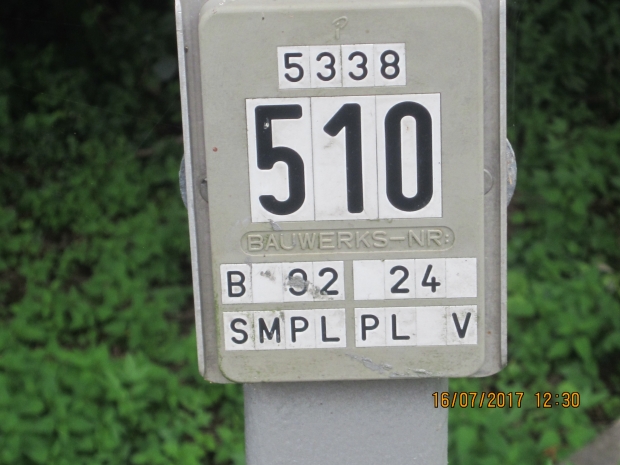 5338
510
BAUWERKS-NR:
B 92 24
SMPL PL V
16/07/2017 12:30